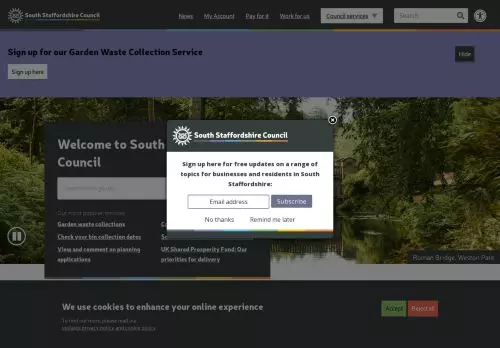 South Staffordshire Council
News
My Account
Pay for it
Work for us
Council services
Search
Sign up for our Garden Waste Collection Service
Hide
Sign up here
Welcome to South
Council
Our most popular services
Garden waste collections
Check your bin collection dates
View and comment on planning
applications
UK Shared Prosperity Fund: Our
priorities for delivery
South Staffordshire Council
Sign up here for free updates on a range of
topics for businesses and residents in South
Staffordshire:
Email address
Subscribe
No thanks
Remind me later
Roman Bridge, Weston Park
We use cookies to enhance your online experience
To find out more, please visit our
updated privacy policy and cookie policy
Accept
Reject all